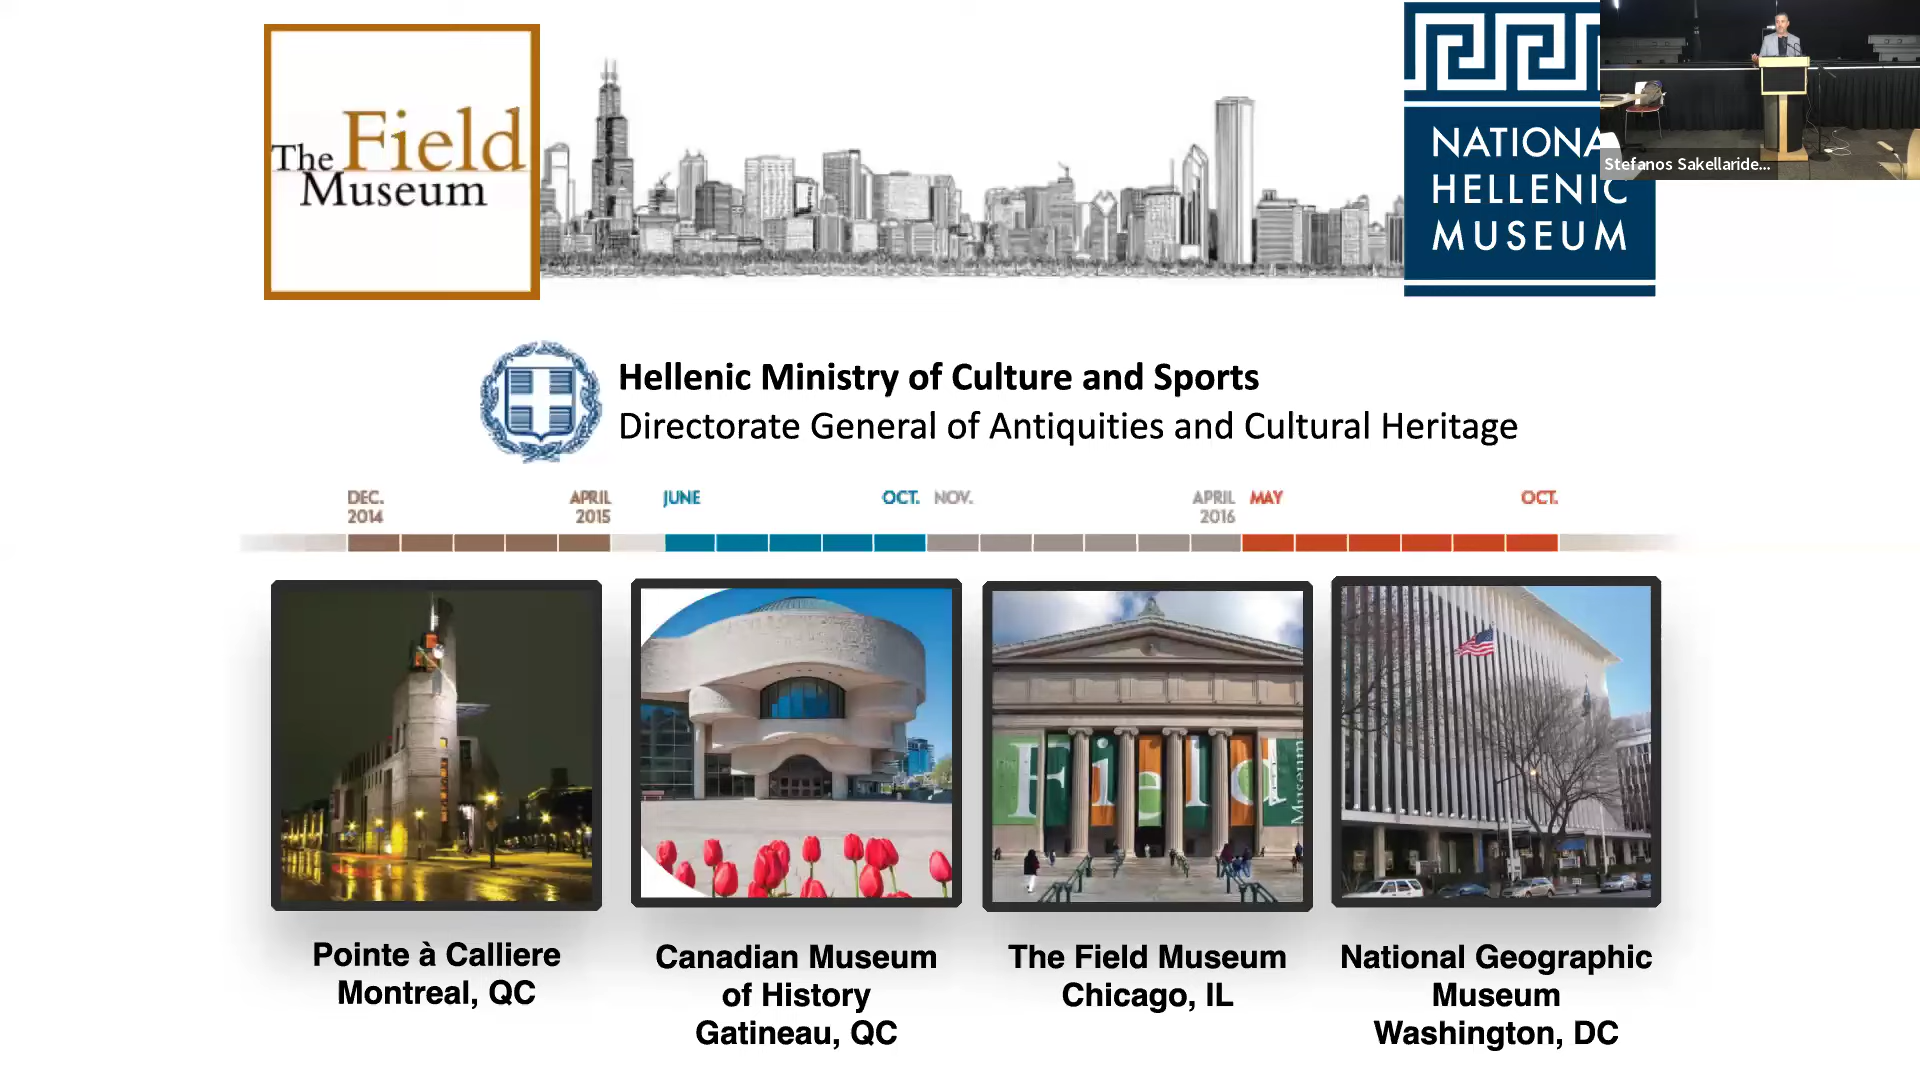 The Field
Museum
NATIONA
HELLENIC
MUSEUM
Stefanos Sakellaride...
Hellenic Ministry of Culture and Sports
Directorate General of Antiquities and Cultural Heritage
DEC.
2014
APRIL
2015
JUNE
OCT.
NOV.
APRIL
2016
MAY
OCT.
Field
Museum
Pointe à Calliere
Montreal, QC
Canadian Museum
of History
Gatineau, QC
The Field Museum
Chicago, IL
National Geographic
Museum
Washington, DC